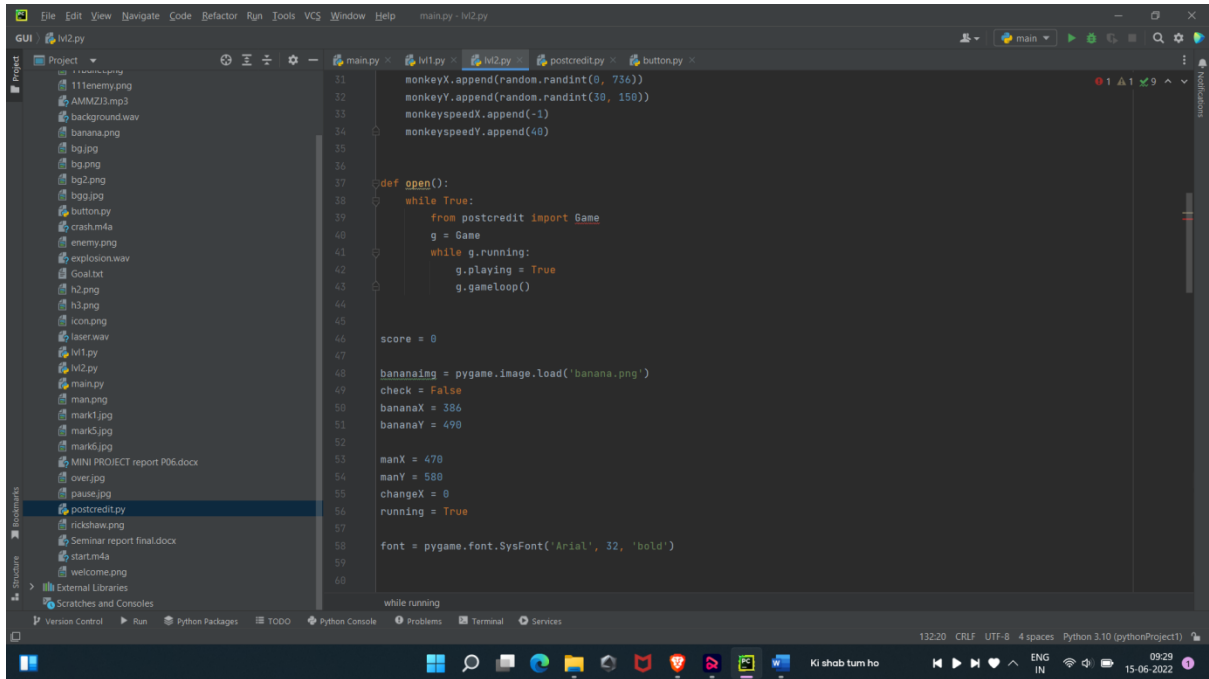 File Edit View Navigate Code Refactor Run Tools VCS Window Help main.py - lvl2.py
GUI lvl2.py main
Project
main.py lvl1.py lvl2.py postcredit.py button.py
Project
111enemy.png
AMMZJ3.mp3
background.wav
banana.png
bg.jpg
bg.png
bg2.png
bgg.jpg
button.py
crash.m4a
enemy.png
explosion.wav
Goal.txt
h2.png
h3.png
icon.png
laser.wav
lvl1.py
lvl2.py
main.py
man.png
mark1.jpg
mark5.jpg
mark6.jpg
MINI PROJECT report P06.docx
over.jpg
pause.jpg
postcredit.py
rickshaw.png
Seminar report final.docx
start.m4a
welcome.png
External Libraries
Scratches and Consoles
Bookmarks
Structure
31 monkeyX.append(random.randint(0, 736))
32 monkeyY.append(random.randint(30, 150))
33 monkeyspeedX.append(-1)
34 monkeyspeedY.append(40)
35
36
37 def open():
38 while True:
39 from postcredit import Game
40 g = Game
41 while g.running:
42 g.playing = True
43 g.gameloop()
44
45
46 score = 0
47
48 bananaimg = pygame.image.load('banana.png')
49 check = False
50 bananaX = 386
51 bananaY = 490
52
53 manX = 470
54 manY = 580
55 changeX = 0
56 running = True
57
58 font = pygame.font.SysFont('Arial', 32, 'bold')
59
60
while running
1 1 9
Notifications
Version Control Run Python Packages TODO Python Console Problems Terminal Services
132:20 CRLF UTF-8 4 spaces Python 3.10 (pythonProject1)
Ki shab tum ho
ENG
IN
09:29
15-06-2022
1